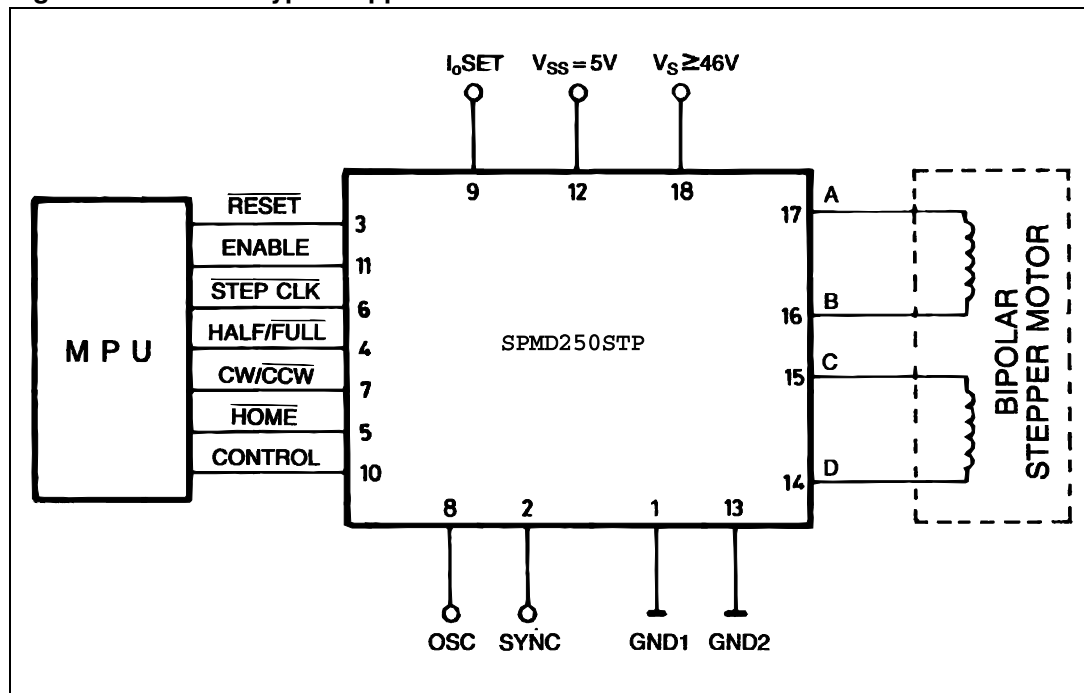 IoSET VSS=5V VS≥46V
9 12 18
MPU
RESET
3
ENABLE
11
STEP CLK
6
HALF/FULL
4
CW/CCW
7
HOME
5
CONTROL
10
SPMD250STP
17 A
16 B
15 C
14 D
BIPOLAR
STEPPER MOTOR
8 2 1 13
OSC SYNC GND1 GND2